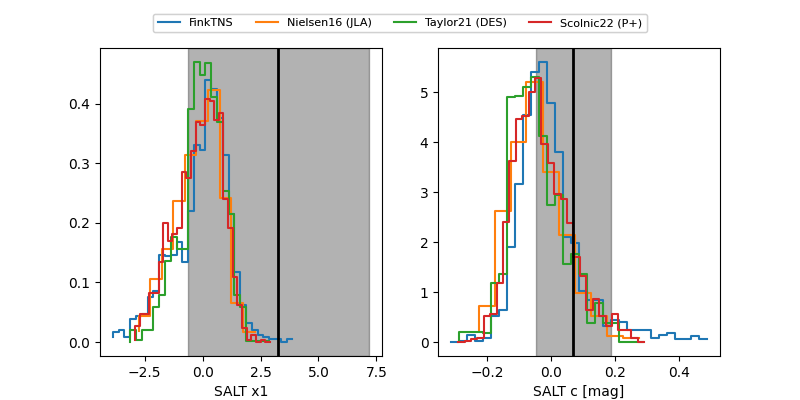 FinkTNS Nielsen16 (JLA) Taylor21 (DES) Scolnic22 (P+)
0.4
0.3
0.2
0.1
0.0
−2.5 0.0 2.5 5.0 7.5
SALT x1
5
4
3
2
1
0
−0.2 0.0 0.2 0.4
SALT c [mag]